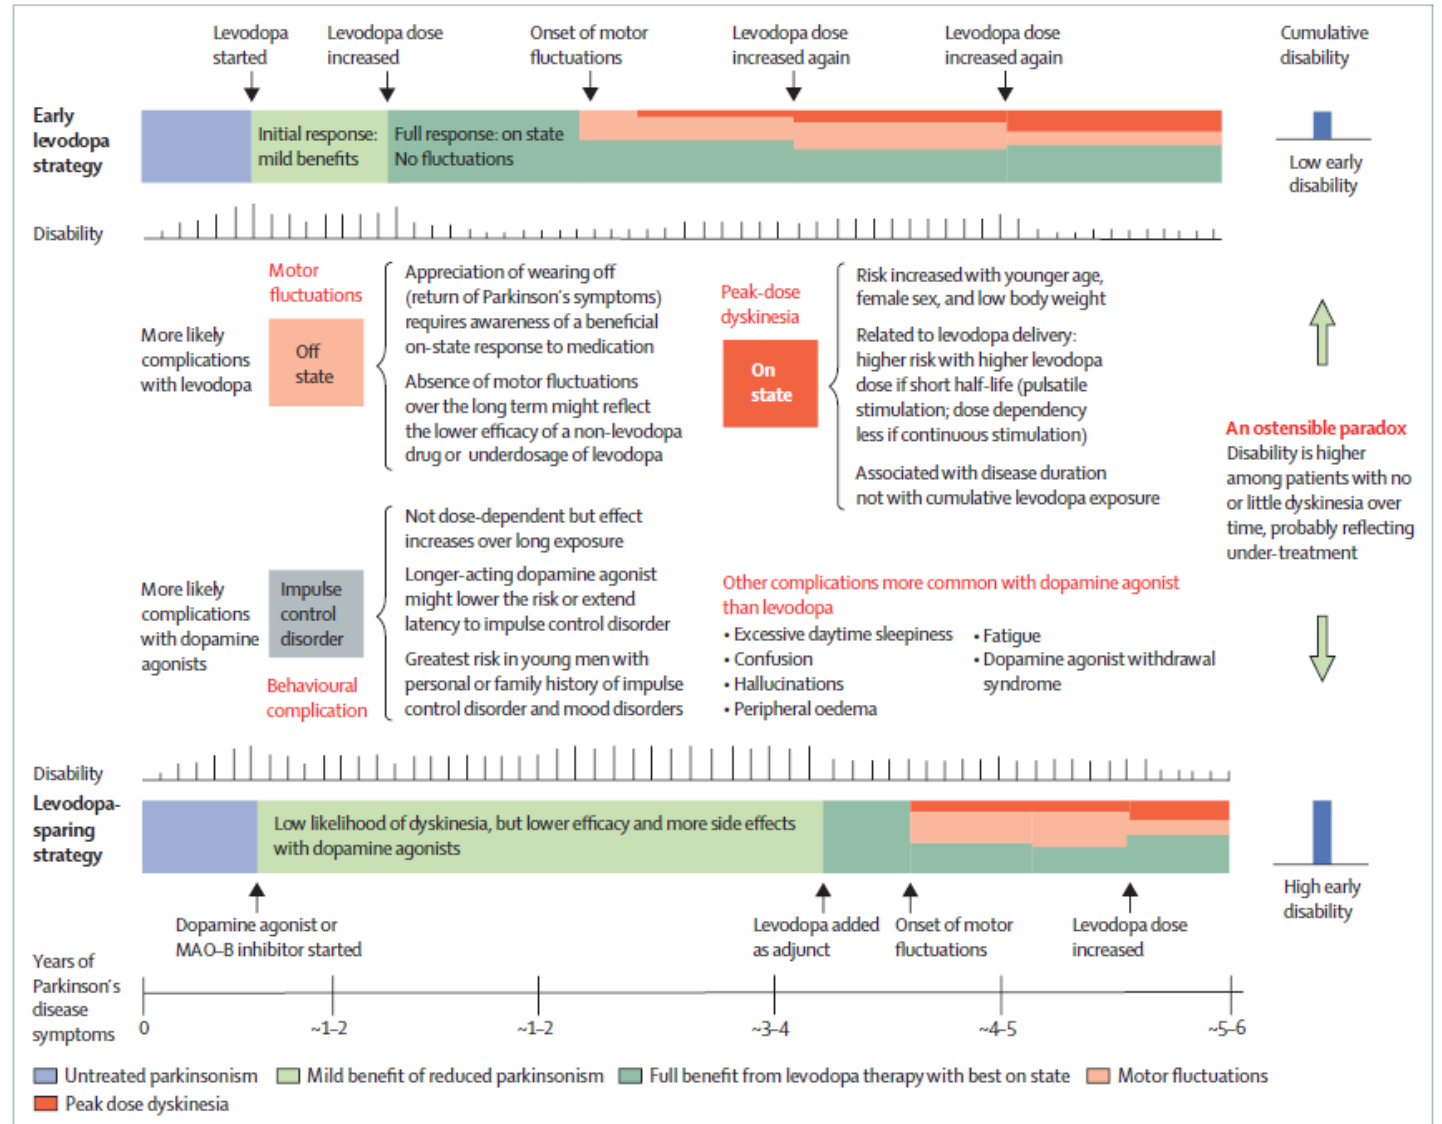 Levodopa
started
Levodopa dose
increased
Onset of motor
fluctuations
Levodopa dose
increased again
Levodopa dose
increased again
Cumulative
disability
Early
levodopa
strategy
Initial response:
mild benefits
Full response: on state
No fluctuations
Low early
disability
Disability
More likely
complications
with levodopa
Motor
fluctuations
Off
state
Appreciation of wearing off
(return of Parkinson's symptoms)
requires awareness of a beneficial
on-state response to medication
Absence of motor fluctuations
over the long term might reflect
the lower efficacy of a non-levodopa
drug or underdosage of levodopa
Peak-dose
dyskinesia
On
state
Risk increased with younger age,
female sex, and low body weight
Related to levodopa delivery:
higher risk with higher levodopa
dose if short half-life (pulsatile
stimulation; dose dependency
less if continuous stimulation)
Associated with disease duration
not with cumulative levodopa exposure
An ostensible paradox
Disability is higher
among patients with no
or little dyskinesia over
time, probably reflecting
under-treatment
More likely
complications
with dopamine
agonists
Impulse
control
disorder
Behavioural
complication
Not dose-dependent but effect
increases over long exposure
Longer-acting dopamine agonist
might lower the risk or extend
latency to impulse control disorder
Greatest risk in young men with
personal or family history of impulse
control disorder and mood disorders
Other complications more common with dopamine agonist
than levodopa
• Excessive daytime sleepiness
• Confusion
• Hallucinations
• Peripheral oedema
• Fatigue
• Dopamine agonist withdrawal
syndrome
Disability
Levodopa-
sparing
strategy
Low likelihood of dyskinesia, but lower efficacy and more side effects
with dopamine agonists
High early
disability
Dopamine agonist or
MAO–B inhibitor started
Levodopa added
as adjunct
Onset of motor
fluctuations
Levodopa dose
increased
Years of
Parkinson's
disease
symptoms
0
~1–2
~1–2
~3–4
~4–5
~5–6
Untreated parkinsonism
Mild benefit of reduced parkinsonism
Full benefit from levodopa therapy with best on state
Motor fluctuations
Peak dose dyskinesia